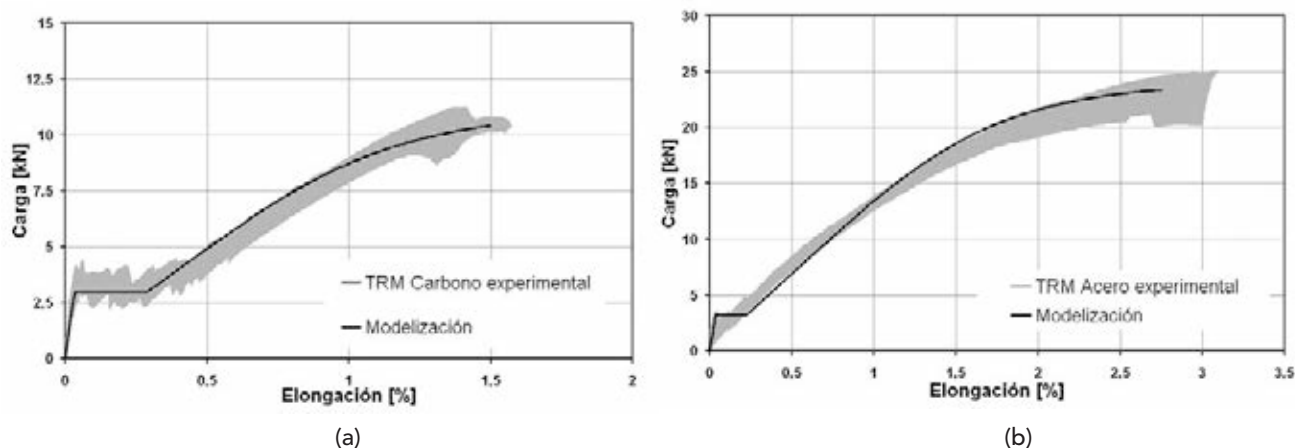 15
12.5
10
7.5
5
2.5
0
Carga [kN]
TRM Carbono experimental
Modelización
0
0.5
1
1.5
2
Elongación [%]
(a)
30
25
20
15
10
5
0
Carga [kN]
TRM Acero experimental
Modelización
0
0.5
1
1.5
2
2.5
3
3.5
Elongación [%]
(b)